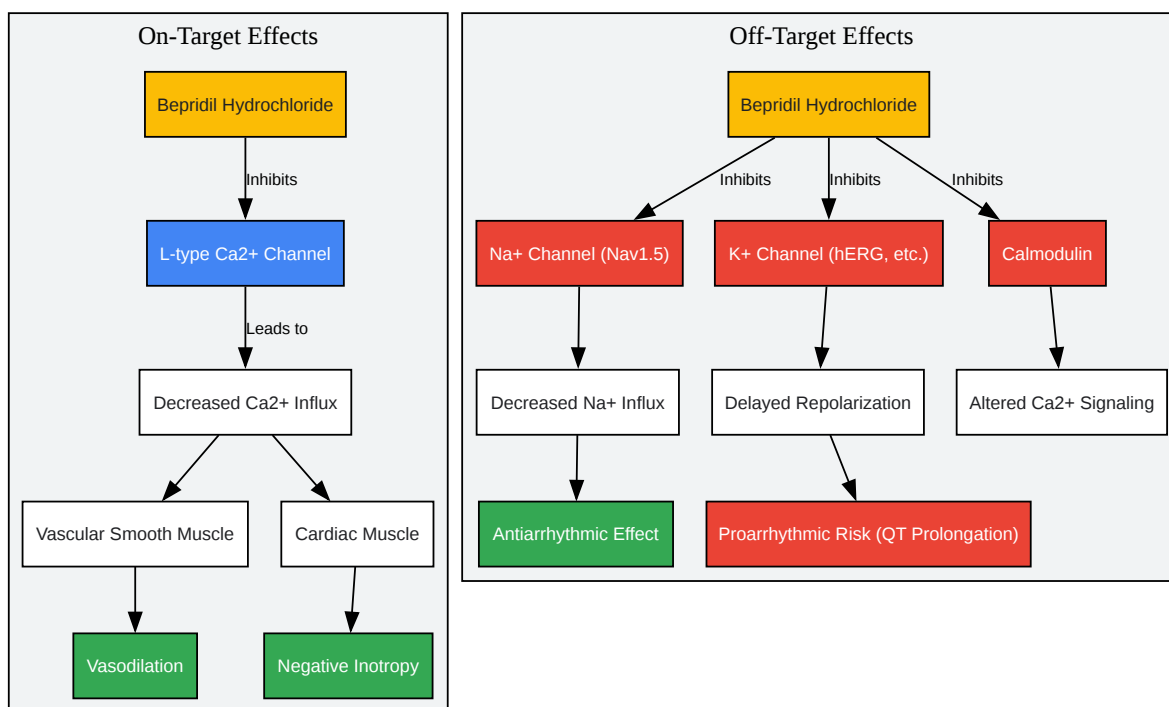 On-Target Effects
Bepridil Hydrochloride
Inhibits
L-type Ca2+ Channel
Leads to
Decreased Ca2+ Influx
Vascular Smooth Muscle
Cardiac Muscle
Vasodilation
Negative Inotropy
Off-Target Effects
Bepridil Hydrochloride
Inhibits
Inhibits
Inhibits
Na+ Channel (Nav1.5)
K+ Channel (hERG, etc.)
Calmodulin
Decreased Na+ Influx
Delayed Repolarization
Altered Ca2+ Signaling
Antiarrhythmic Effect
Proarrhythmic Risk (QT Prolongation)